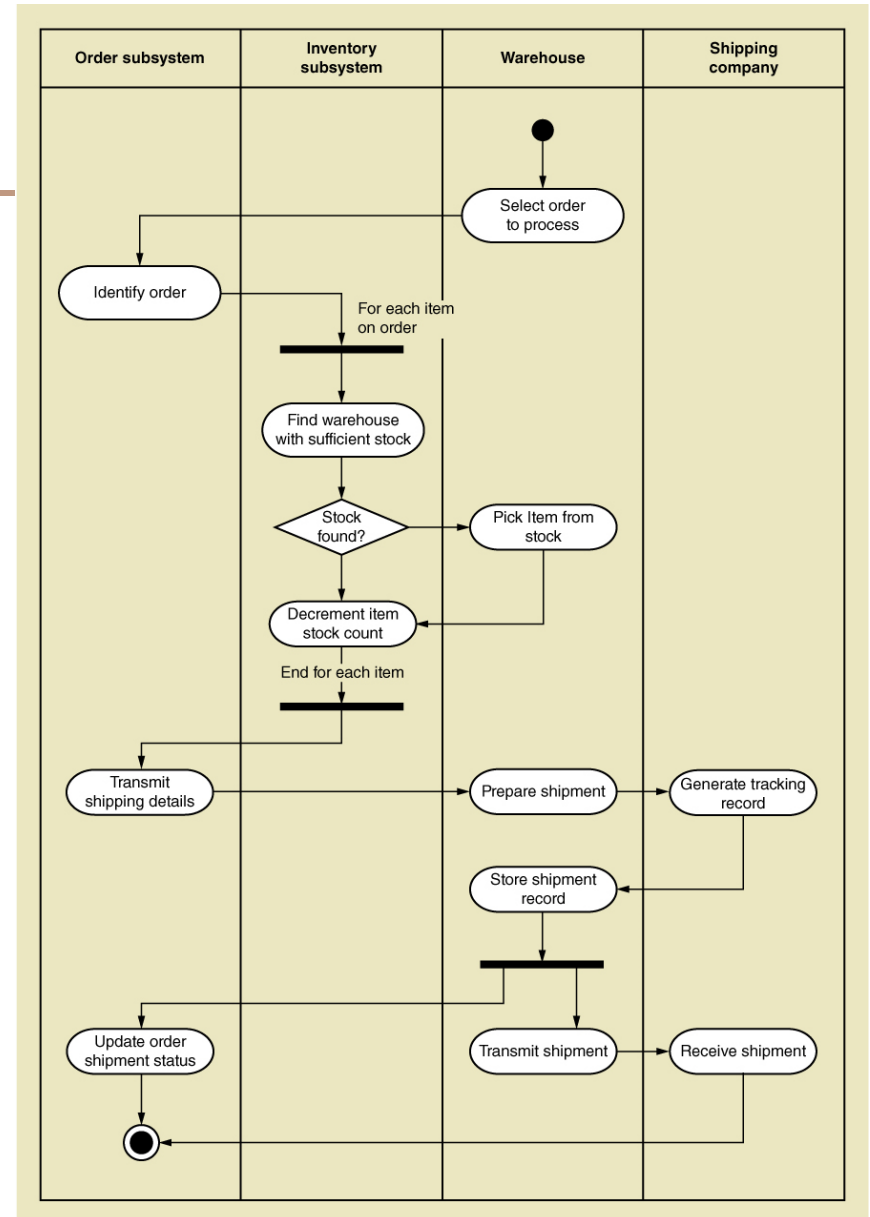 Order subsystem
Inventory
subsystem
Warehouse
Shipping
company
Select order
to process
Identify order
For each item
on order
Find warehouse
with sufficient stock
Stock
found?
Pick Item from
stock
Decrement item
stock count
End for each item
Transmit
shipping details
Prepare shipment
Generate tracking
record
Store shipment
record
Update order
shipment status
Transmit shipment
Receive shipment